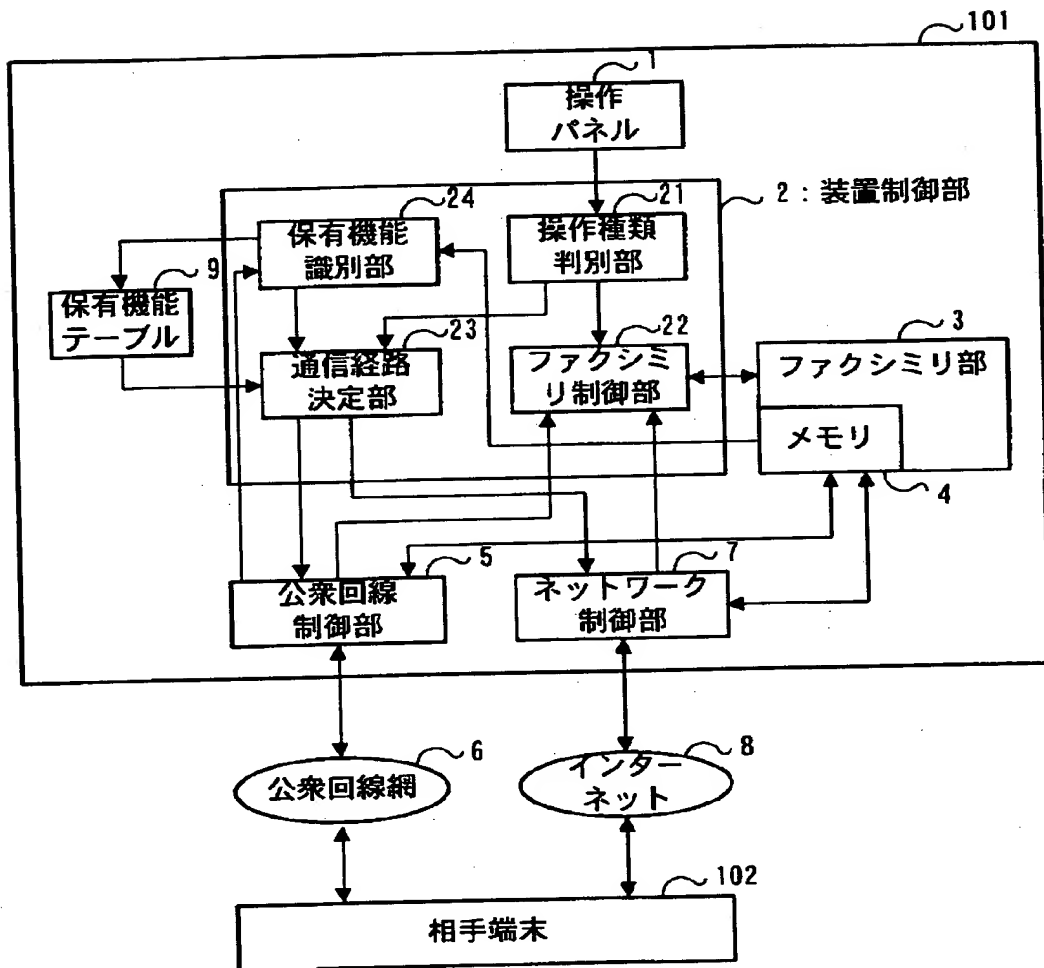 101
1
操作
パネル
2：装置制御部
24
保有機能
識別部
21
操作種類
判別部
9
保有機能
テーブル
23
通信経路
決定部
22
ファクシミ
リ制御部
3
ファクシミリ部
メモリ
4
5
公衆回線
制御部
7
ネットワーク
制御部
6
公衆回線網
8
インター
ネット
102
相手端末